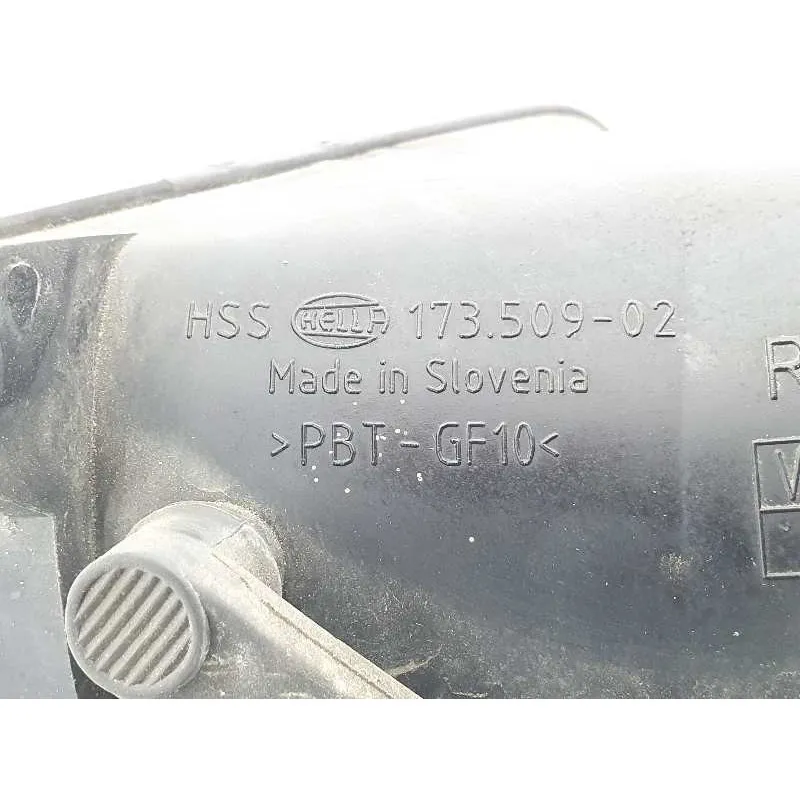 HSS HELLA 173.509-02
Made in Slovenia
>PBT-GF10<
R